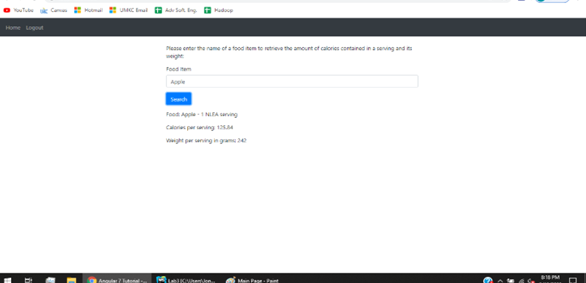 YouTube Canvas Hotmail UMKC Email Adv Soft. Eng. Hadoop
Home Logout
Please enter the name of a food item to retrieve the amount of calories contained in a serving and its
weight:
Food Item
Apple
Search
Food: Apple - 1 NLEA serving
Calories per serving: 125.84
Weight per serving in grams: 242
Angular 7 Tutorial -... Lab3 [C:\Users\Jon... Main Page - Paint
9:18 PM